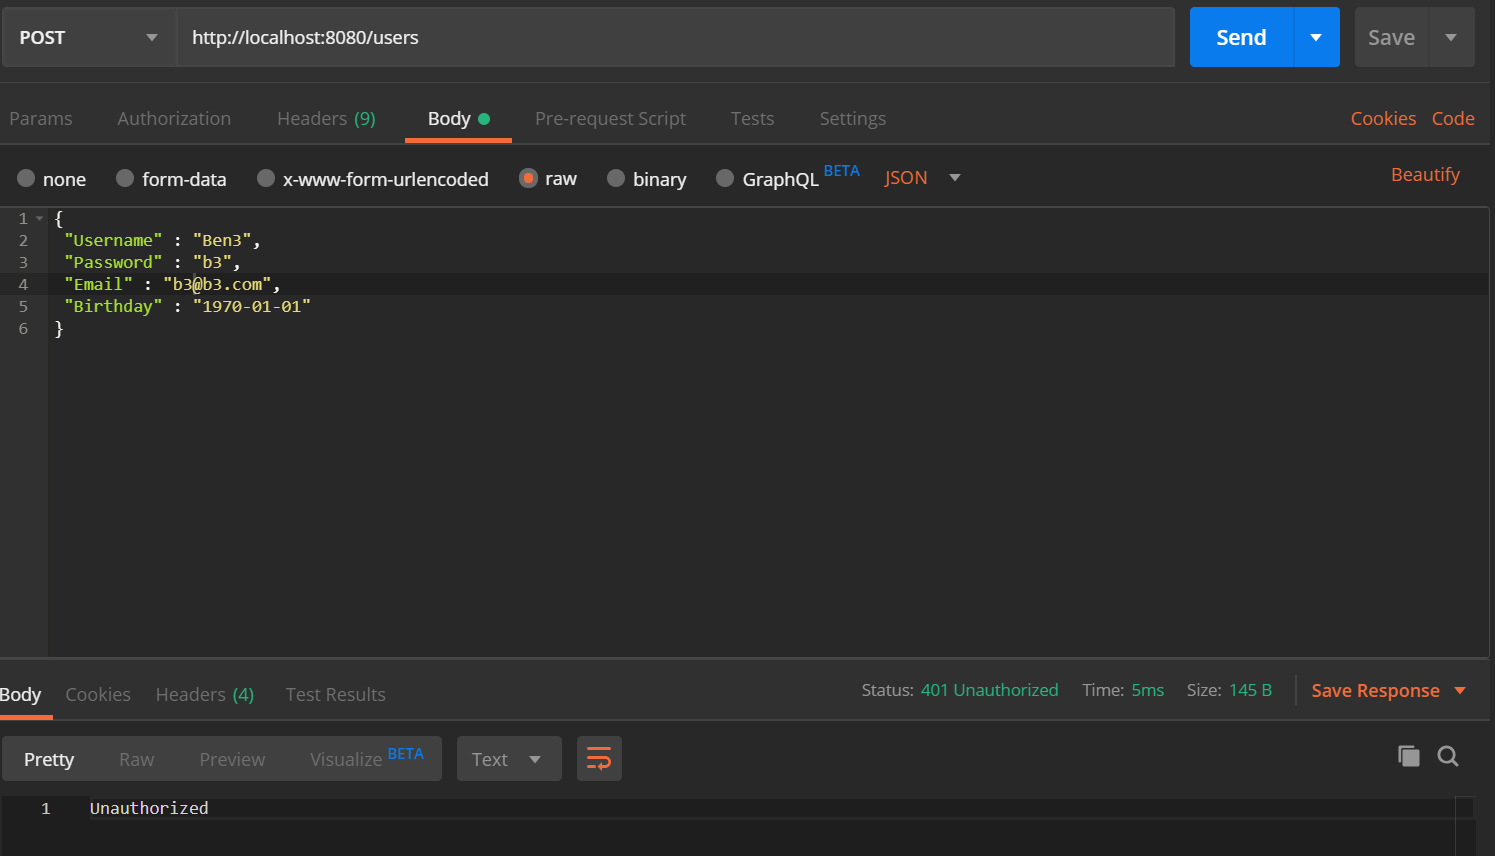 POST http://localhost:8080/users Send Save
Params Authorization Headers (9) Body Pre-request Script Tests Settings Cookies Code
none form-data x-www-form-urlencoded raw binary GraphQL BETA JSON Beautify
1 {
2 "Username" : "Ben3",
3 "Password" : "b3",
4 "Email" : "b3@b3.com",
5 "Birthday" : "1970-01-01"
6 }
Body Cookies Headers (4) Test Results Status: 401 Unauthorized Time: 5ms Size: 145 B Save Response
Pretty Raw Preview Visualize BETA Text
1 Unauthorized